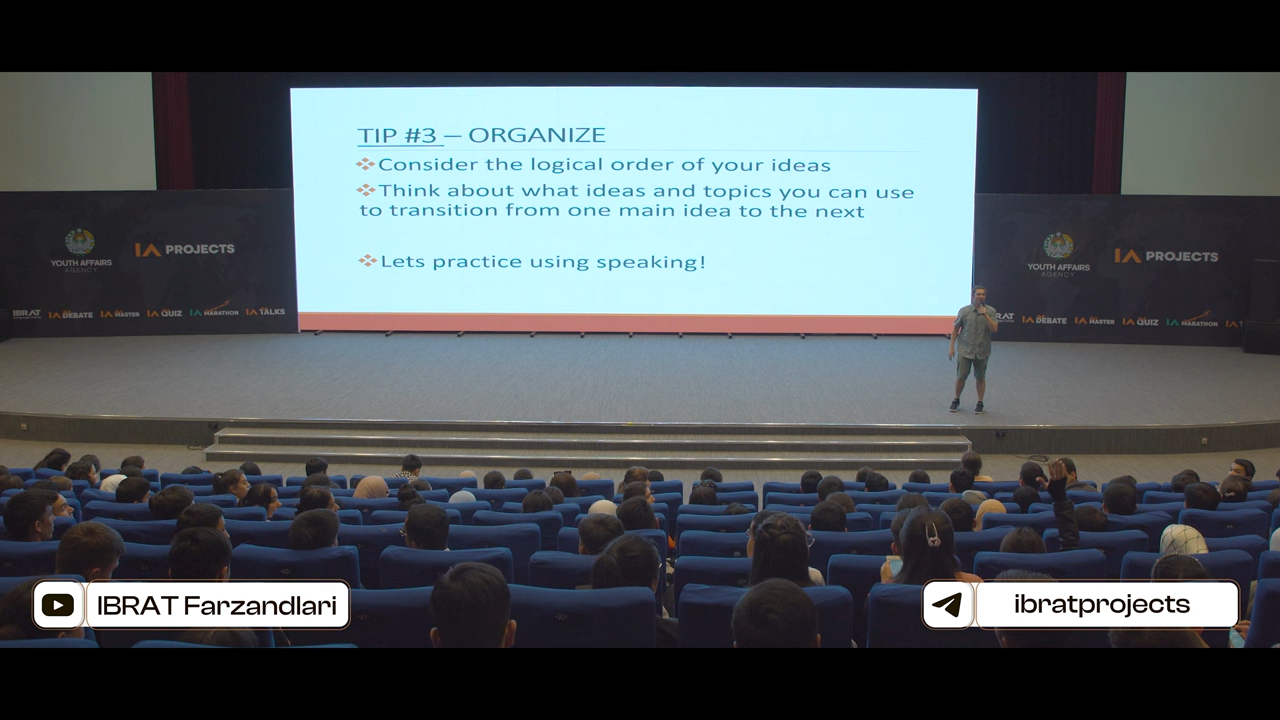 TIP #3 – ORGANIZE
Consider the logical order of your ideas
Think about what ideas and topics you can use
to transition from one main idea to the next
Lets practice using speaking!
YOUTH AFFAIRS
AGENCY
IA PROJECTS
IBRAT
IA DEBATE
IA MASTER
IA QUIZ
IA MARATHON
IA TALKS
YOUTH AFFAIRS
AGENCY
IA PROJECTS
RAT
IA DEBATE
IA MASTER
IA QUIZ
IA MARATHON
IBRAT Farzandlari
ibratprojects